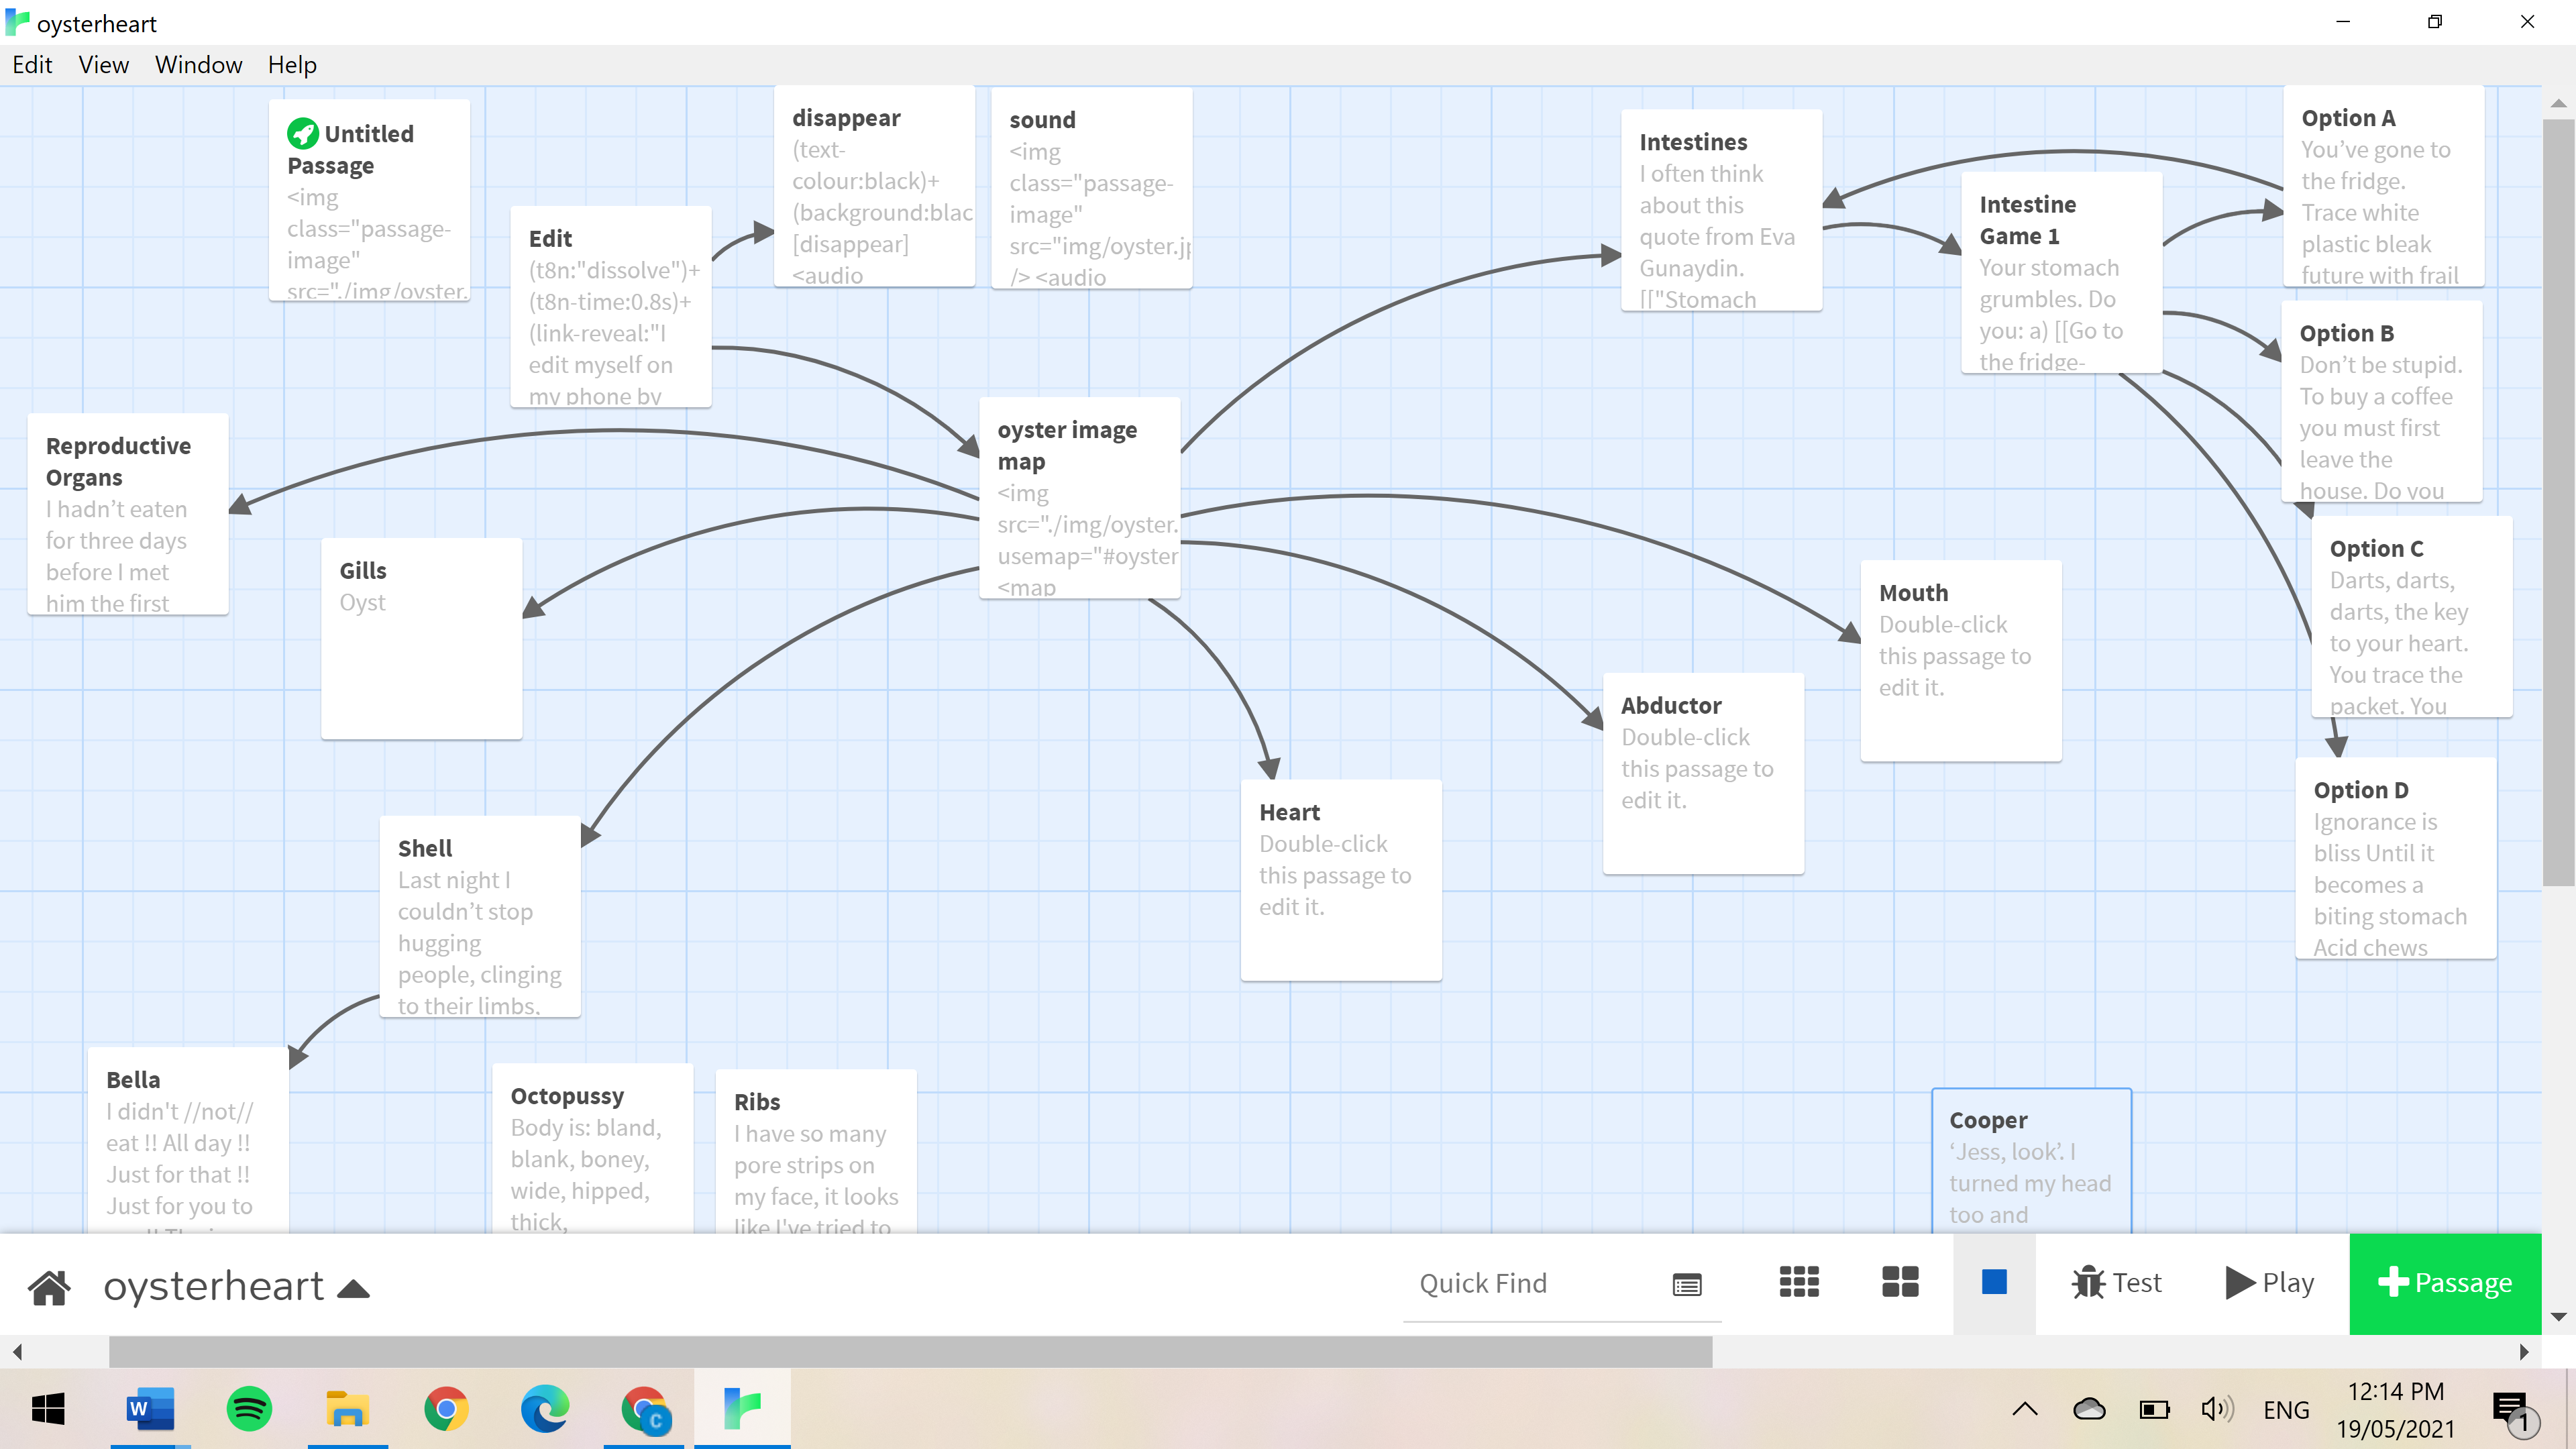 oysterheart
Edit View Window Help
Untitled
Passage
<img
class="passage-
image"
src="./img/oyster.
Edit
(t8n:"dissolve")+
(t8n-time:0.8s)+
(link-reveal:"I
edit myself on
my phone by
disappear
(text-
colour:black)+
(background:blac
[disappear]
<audio
sound
<img
class="passage-
image"
src="img/oyster.jp
/> <audio
Intestines
I often think
about this
quote from Eva
Gunaydin.
[["Stomach
Intestine
Game 1
Your stomach
grumbles. Do
you: a) [[Go to
the fridge-
Option A
You’ve gone to
the fridge.
Trace white
plastic bleak
future with frail
Option B
Don’t be stupid.
To buy a coffee
you must first
leave the
house. Do you
Reproductive
Organs
I hadn’t eaten
for three days
before I met
him the first
Gills
Oyst
oyster image
map
<img
src="./img/oyster.
usemap="#oyster
<map
Mouth
Double-click
this passage to
edit it.
Option C
Darts, darts,
darts, the key
to your heart.
You trace the
packet. You
Abductor
Double-click
this passage to
edit it.
Heart
Double-click
this passage to
edit it.
Option D
Ignorance is
bliss Until it
becomes a
biting stomach
Acid chews
Shell
Last night I
couldn’t stop
hugging
people, clinging
to their limbs,
Bella
I didn't //not//
eat !! All day !!
Just for that !!
Just for you to
Octopussy
Body is: bland,
blank, boney,
wide, hipped,
thick,
Ribs
I have so many
pore strips on
my face, it looks
like I've tried to
Cooper
‘Jess, look’. I
turned my head
too and
oysterheart
Quick Find
Test
Play
Passage
W
C
ENG
12:14 PM
19/05/2021
1